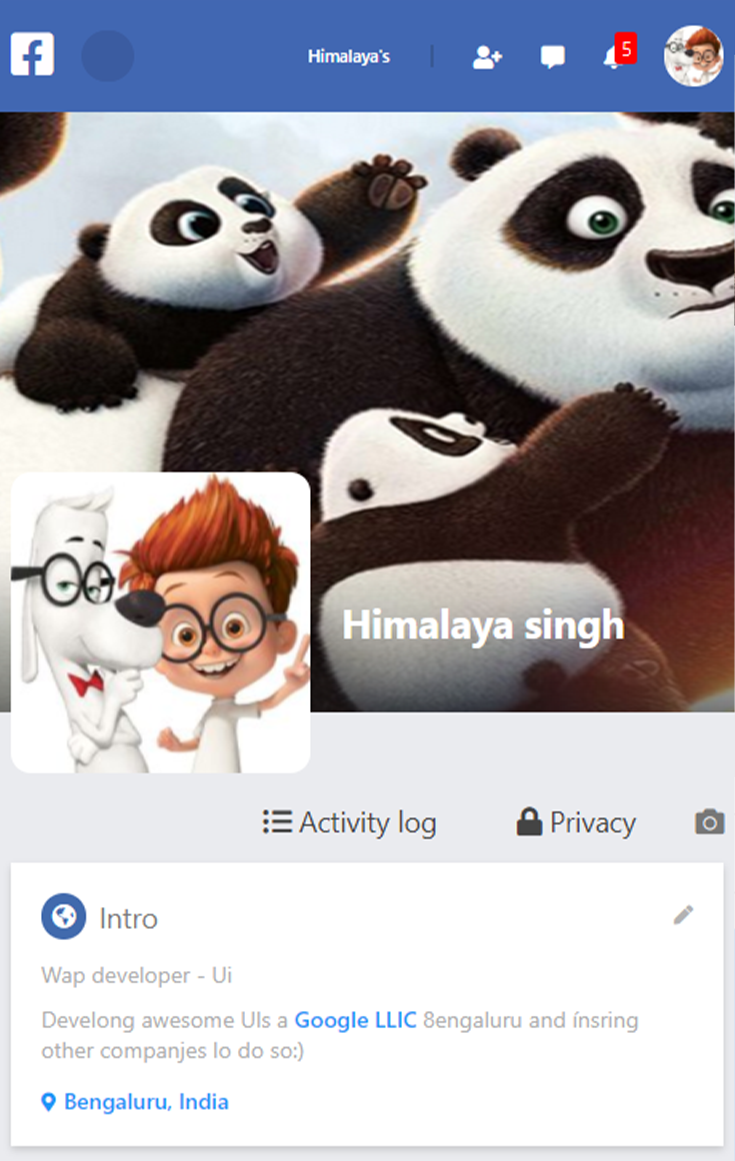 Himalaya's
5
Himalaya singh
Activity log
Privacy
Intro
Wap developer - Ui
Develong awesome UIs a Google LLIC 8engaluru and ínsring
other companjes lo do so:)
Bengaluru, India